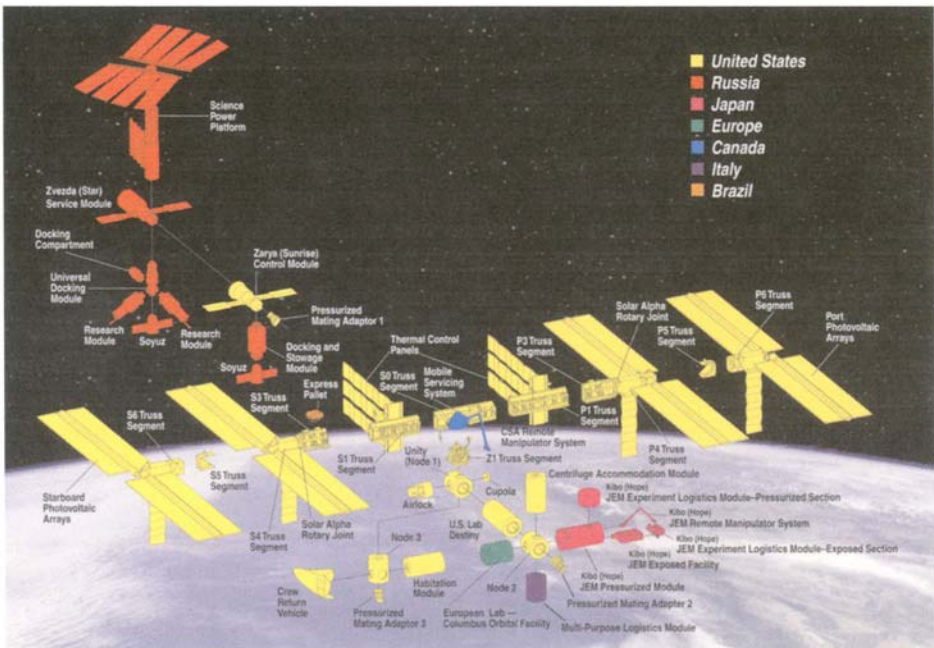 United States
Russia
Japan
Europe
Canada
Italy
Brazil
Science
Power
Platform
Zvezda (Star)
Service Module
Docking
Compartment
Universal
Docking
Module
Research
Module
Soyuz
Research
Module
Zarya (Sunrise)
Control Module
Pressurized
Mating Adaptor 1
Docking and
Stowage
Module
Soyuz
Thermal Control
Panels
S0 Truss
Segment
Mobile
Servicing
System
P3 Truss
Segment
Solar Alpha
Rotary Joint
P5 Truss
Segment
P6 Truss
Segment
Port
Photovoltaic
Arrays
Express
Pallet
S3 Truss
Segment
S6 Truss
Segment
S5 Truss
Segment
Starboard
Photovoltaic
Arrays
S4 Truss
Segment
Solar Alpha
Rotary Joint
S1 Truss
Segment
Unity
(Node 1)
CSA Remote
Manipulator System
P1 Truss
Segment
P4 Truss
Segment
Z1 Truss Segment
Centrifuge Accommodation Module
Airlock
Cupola
U.S. Lab
Destiny
Kibo (Hope)
JEM Experiment Logistics Module–Pressurized Section
Kibo (Hope)
JEM Remote Manipulator System
Kibo (Hope)
JEM Experiment Logistics Module–Exposed Section
Kibo (Hope)
JEM Exposed Facility
Kibo (Hope)
JEM Pressurized Module
Node 3
Habitation
Module
Node 2
Crew
Return
Vehicle
Pressurized
Mating Adaptor 3
European Lab —
Columbus Orbital Facility
Pressurized Mating Adapter 2
Multi-Purpose Logistics Module